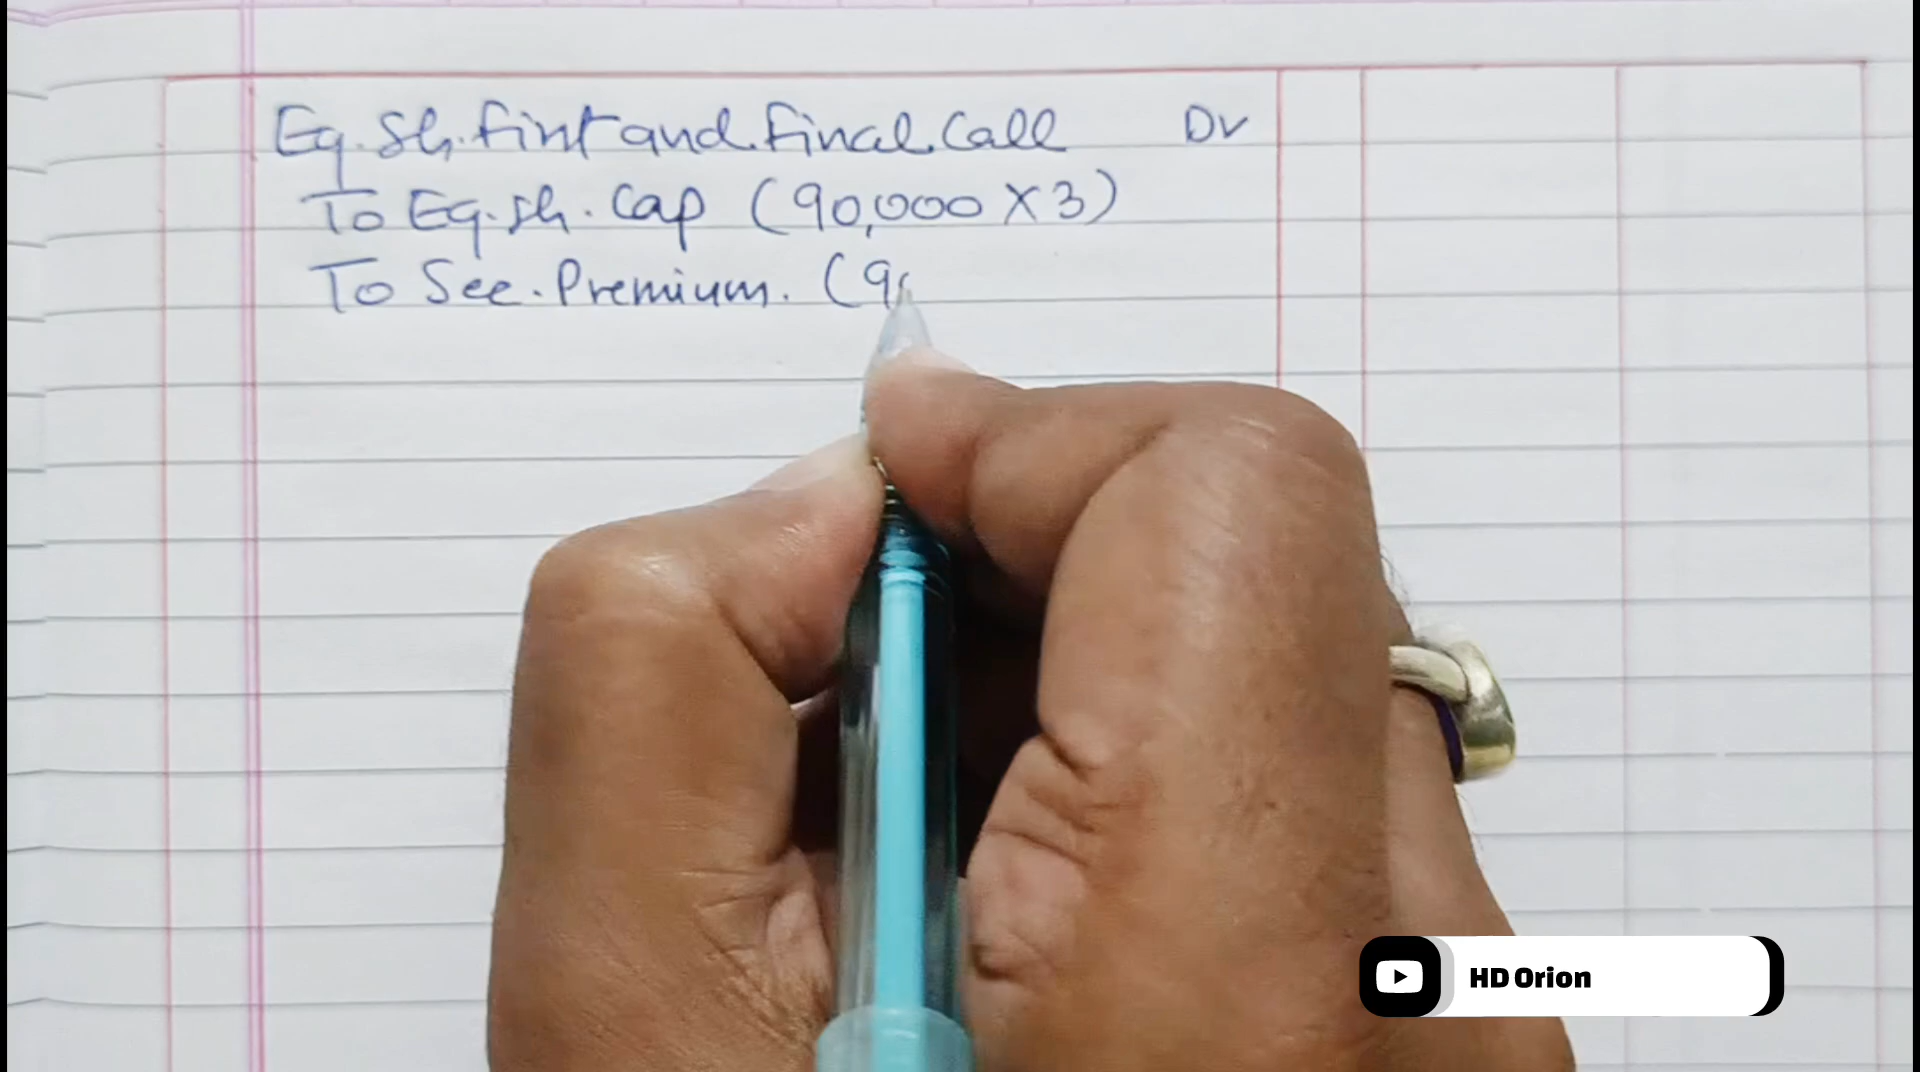 Eq. Sh. first and final Call Dr
To Eq. sh. Cap (90,000 X 3)
To Sec. Premium. (90
HD Orion